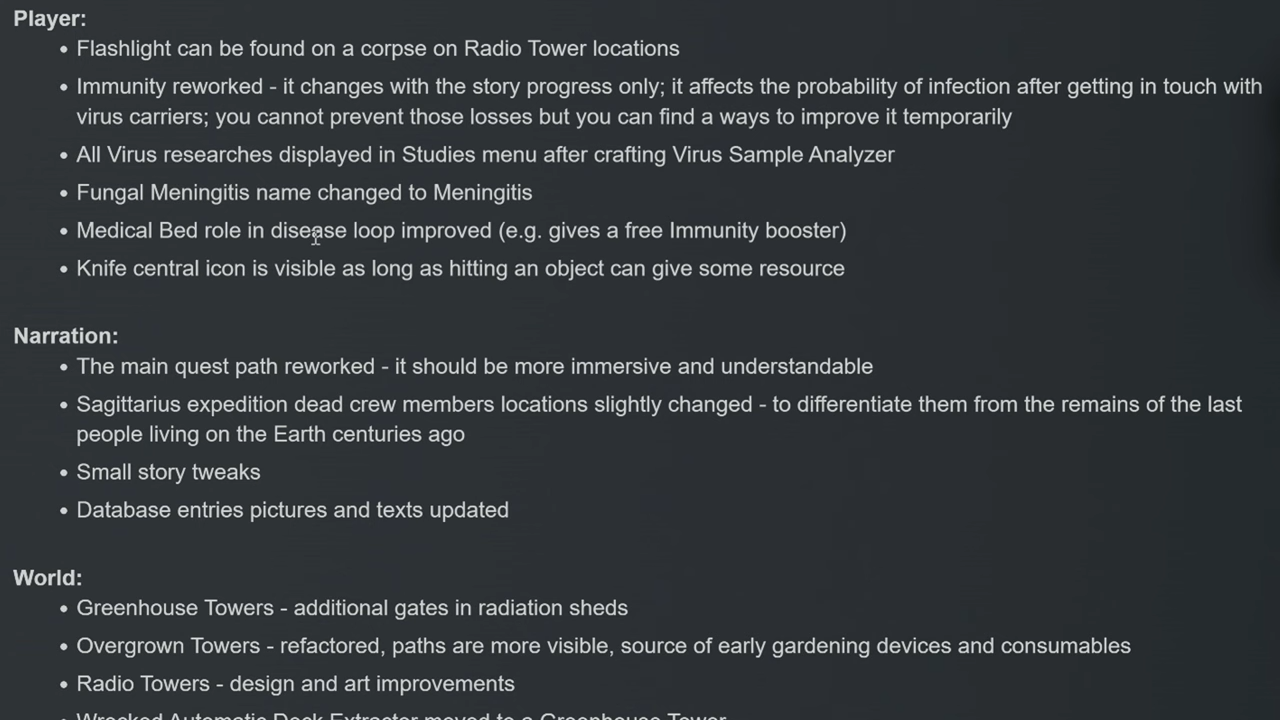 Player:
• Flashlight can be found on a corpse on Radio Tower locations
• Immunity reworked - it changes with the story progress only; it affects the probability of infection after getting in touch with
virus carriers; you cannot prevent those losses but you can find a ways to improve it temporarily
• All Virus researches displayed in Studies menu after crafting Virus Sample Analyzer
• Fungal Meningitis name changed to Meningitis
• Medical Bed role in disease loop improved (e.g. gives a free Immunity booster)
• Knife central icon is visible as long as hitting an object can give some resource
Narration:
• The main quest path reworked - it should be more immersive and understandable
• Sagittarius expedition dead crew members locations slightly changed - to differentiate them from the remains of the last
people living on the Earth centuries ago
• Small story tweaks
• Database entries pictures and texts updated
World:
• Greenhouse Towers - additional gates in radiation sheds
• Overgrown Towers - refactored, paths are more visible, source of early gardening devices and consumables
• Radio Towers - design and art improvements
• Wrecked Automatic Dock Extractor moved to a Greenhouse Tower